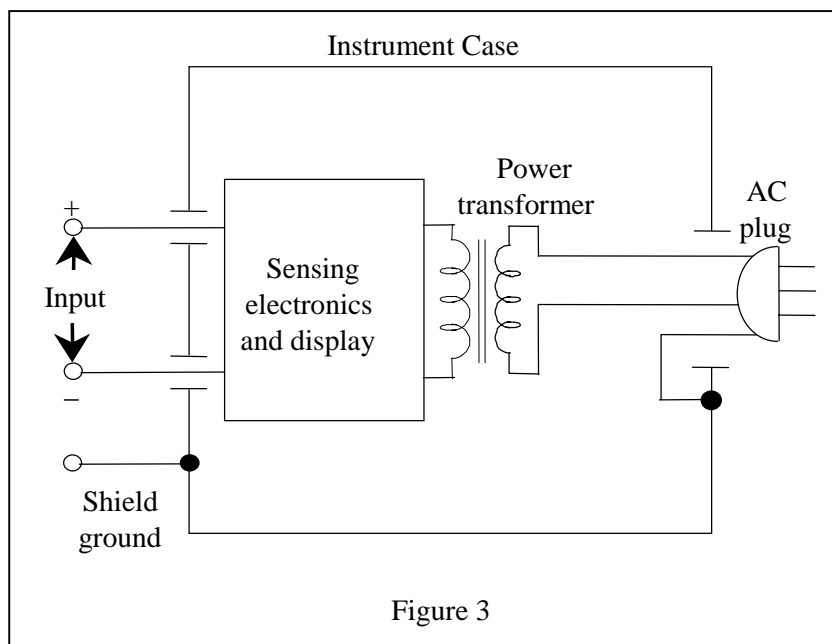 Instrument Case
Power
transformer
AC
plug
+
Input
−
Sensing
electronics
and display
Shield
ground
Figure 3